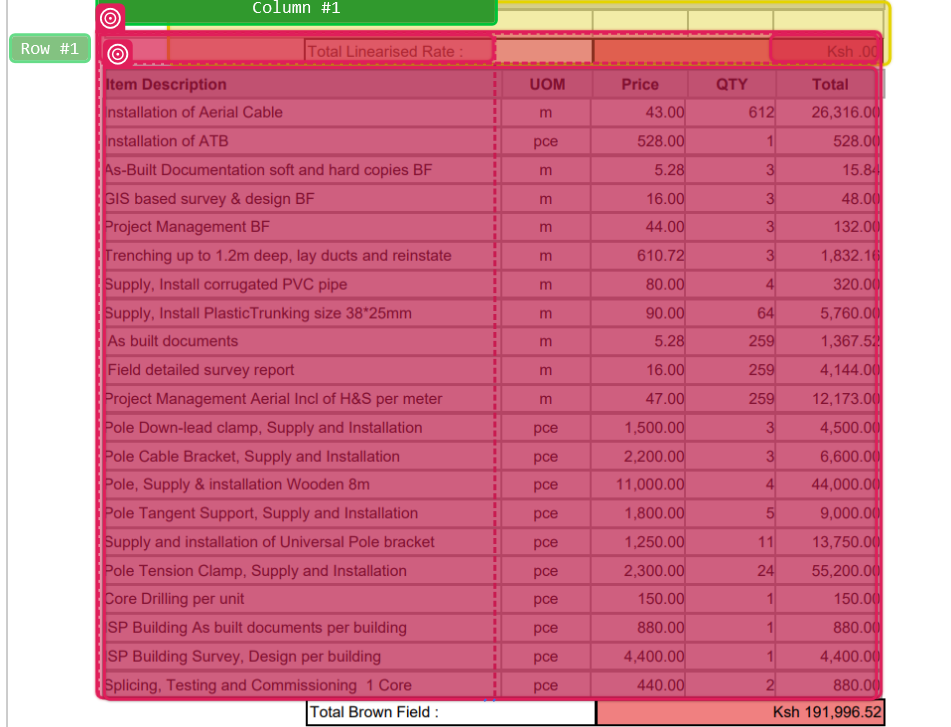 Column #1
Row #1
Total Linearised Rate : Ksh .00
Item Description UOM Price QTY Total
nstallation of Aerial Cable m 43.00 612 26,316.00
nstallation of ATB pce 528.00 1 528.00
As-Built Documentation soft and hard copies BF m 5.28 3 15.84
GIS based survey & design BF m 16.00 3 48.00
Project Management BF m 44.00 3 132.00
Trenching up to 1.2m deep, lay ducts and reinstate m 610.72 3 1,832.16
Supply, Install corrugated PVC pipe m 80.00 4 320.00
Supply, Install PlasticTrunking size 38*25mm m 90.00 64 5,760.00
As built documents m 5.28 259 1,367.52
Field detailed survey report m 16.00 259 4,144.00
Project Management Aerial Incl of H&S per meter m 47.00 259 12,173.00
Pole Down-lead clamp, Supply and Installation pce 1,500.00 3 4,500.00
Pole Cable Bracket, Supply and Installation pce 2,200.00 3 6,600.00
Pole, Supply & installation Wooden 8m pce 11,000.00 4 44,000.00
Pole Tangent Support, Supply and Installation pce 1,800.00 5 9,000.00
Supply and installation of Universal Pole bracket pce 1,250.00 11 13,750.00
Pole Tension Clamp, Supply and Installation pce 2,300.00 24 55,200.00
Core Drilling per unit pce 150.00 1 150.00
SP Building As built documents per building pce 880.00 1 880.00
SP Building Survey, Design per building pce 4,400.00 1 4,400.00
Splicing, Testing and Commissioning 1 Core pce 440.00 2 880.00
Total Brown Field : Ksh 191,996.52